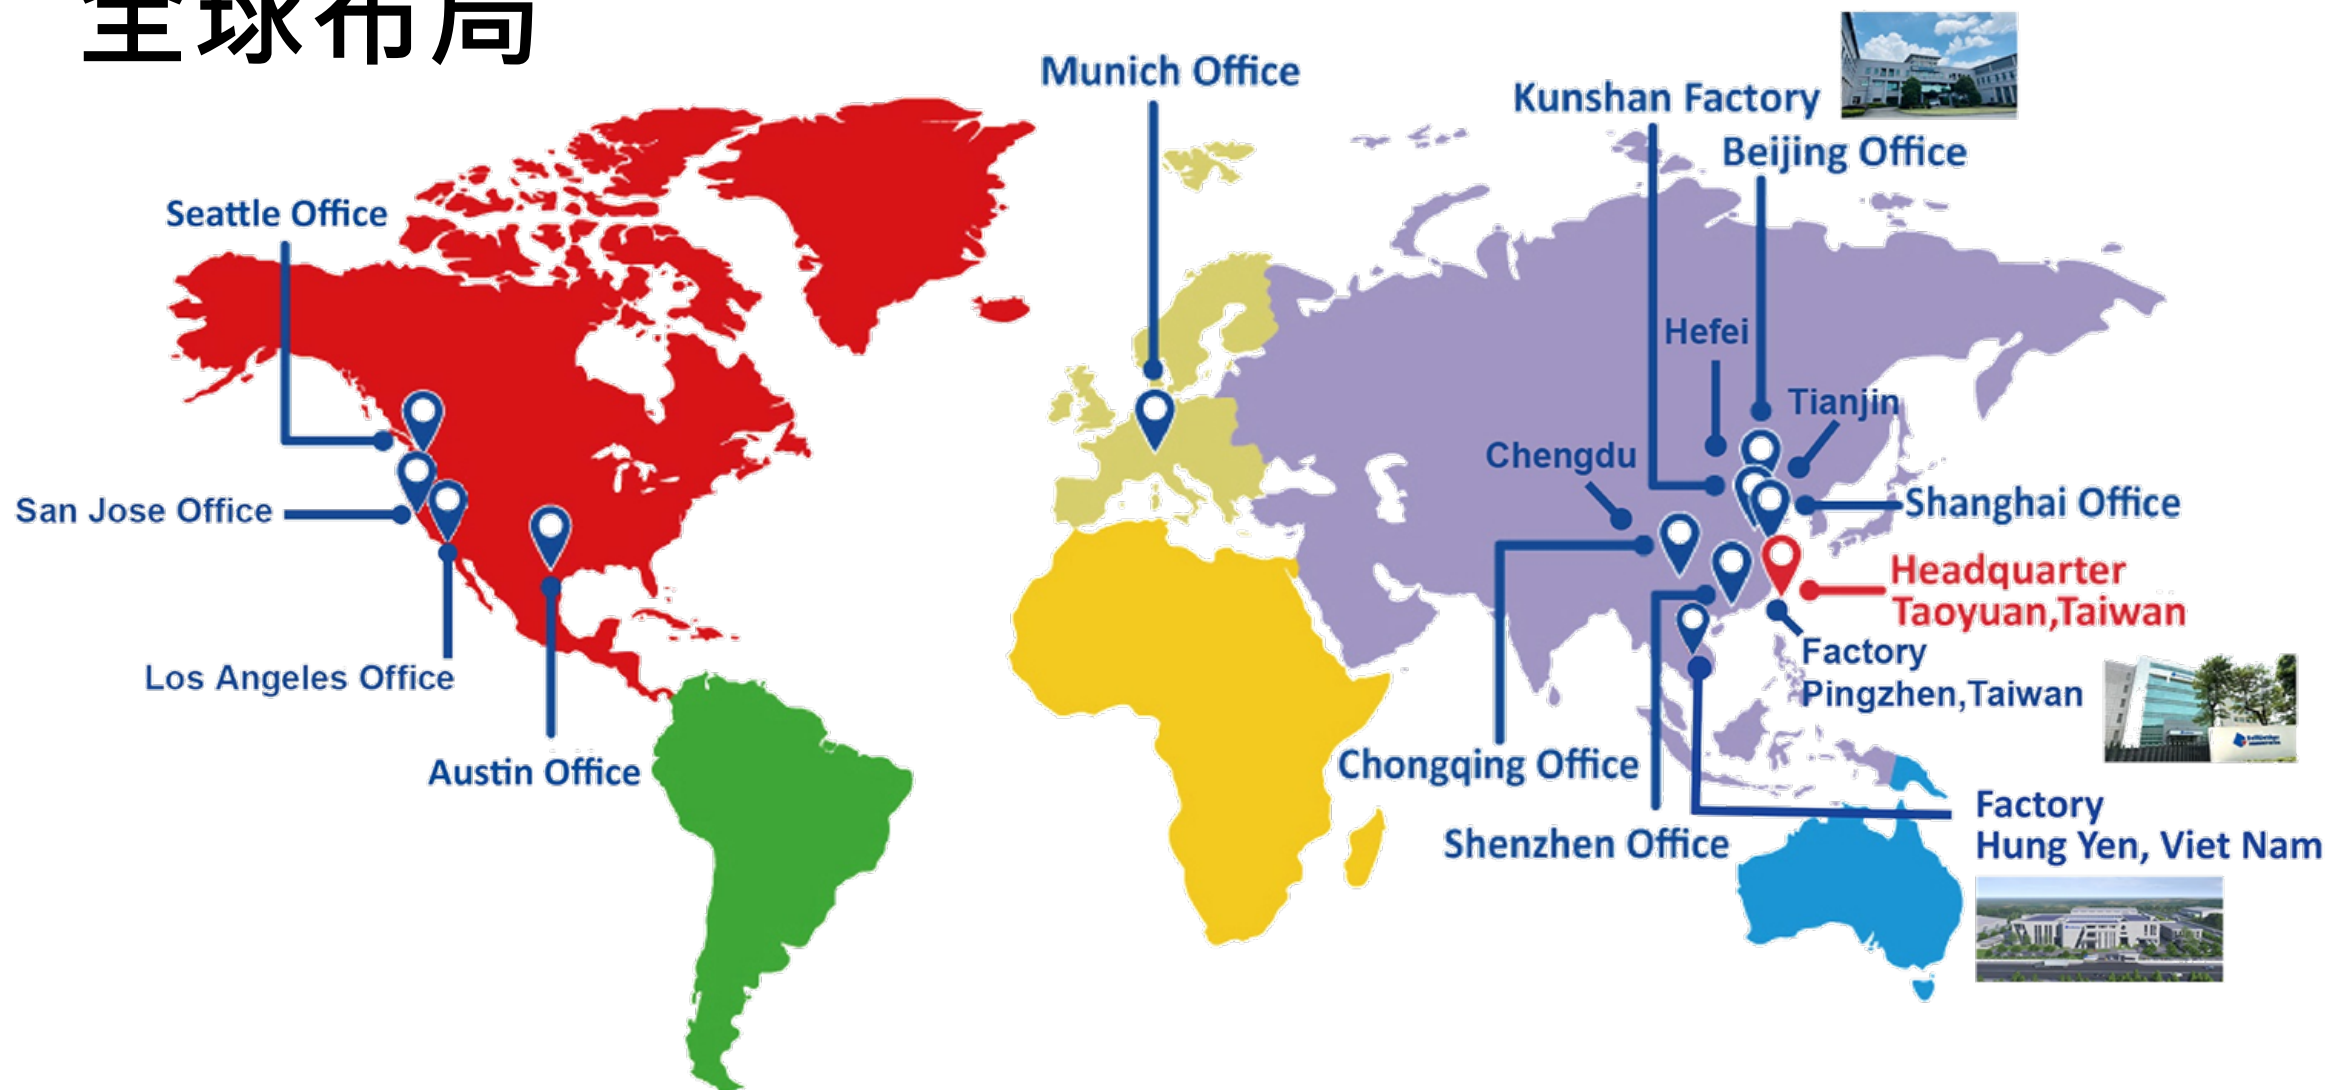 全球布局
Munich Office
Kunshan Factory
Beijing Office
Seattle Office
Hefei
Tianjin
Chengdu
San Jose Office
Shanghai Office
Headquarter
Taoyuan,Taiwan
Factory
Pingzhen,Taiwan
Los Angeles Office
Austin Office
Chongqing Office
Shenzhen Office
Factory
Hung Yen, Viet Nam